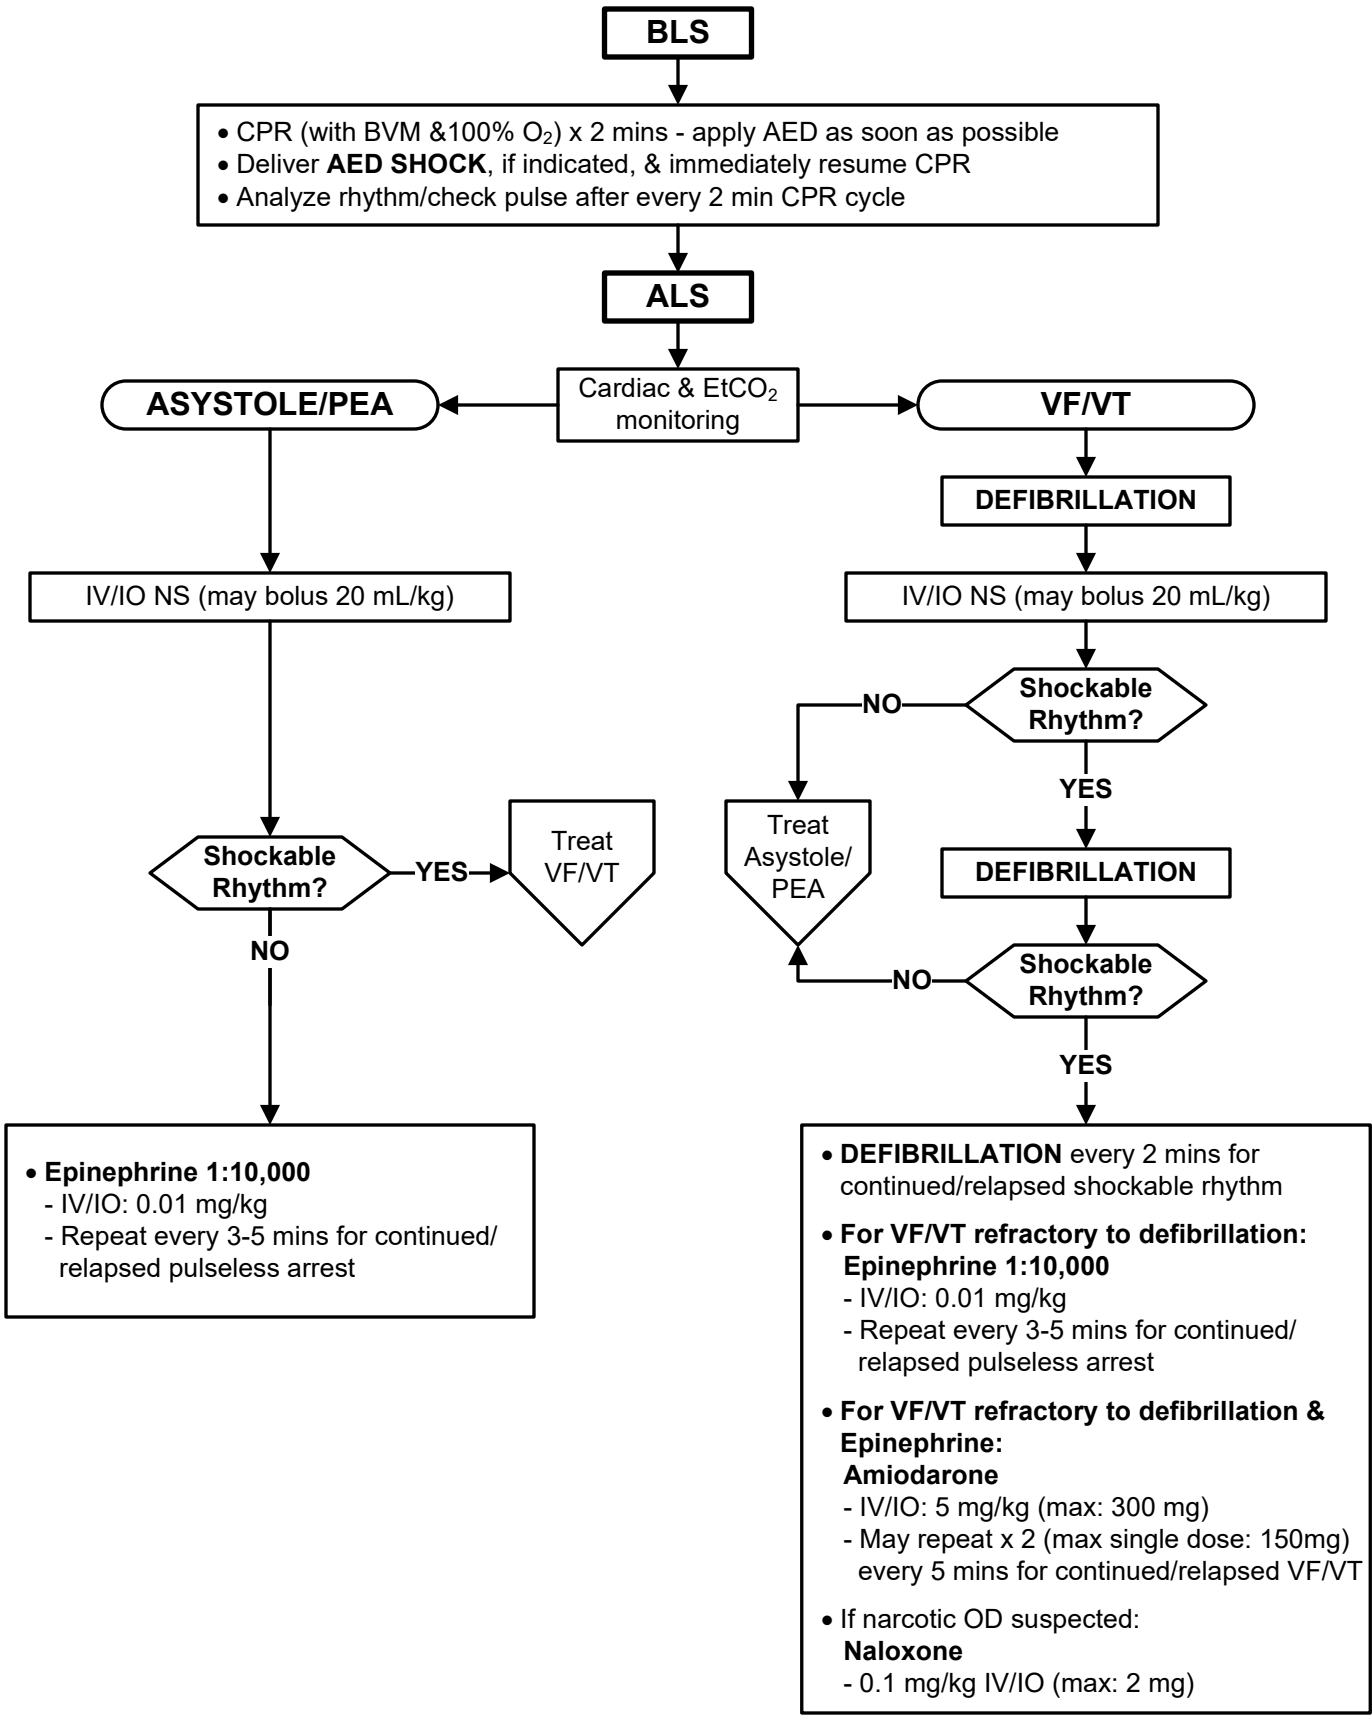 BLS
• CPR (with BVM &100% O₂) x 2 mins - apply AED as soon as possible
• Deliver AED SHOCK, if indicated, & immediately resume CPR
• Analyze rhythm/check pulse after every 2 min CPR cycle
ALS
Cardiac & EtCO₂
monitoring
ASYSTOLE/PEA
IV/IO NS (may bolus 20 mL/kg)
Shockable
Rhythm?
YES
Treat
VF/VT
NO
• Epinephrine 1:10,000
- IV/IO: 0.01 mg/kg
- Repeat every 3-5 mins for continued/
relapsed pulseless arrest
VF/VT
DEFIBRILLATION
IV/IO NS (may bolus 20 mL/kg)
Shockable
Rhythm?
NO
Treat
Asystole/
PEA
YES
DEFIBRILLATION
Shockable
Rhythm?
NO
YES
• DEFIBRILLATION every 2 mins for
continued/relapsed shockable rhythm
• For VF/VT refractory to defibrillation:
Epinephrine 1:10,000
- IV/IO: 0.01 mg/kg
- Repeat every 3-5 mins for continued/
relapsed pulseless arrest
• For VF/VT refractory to defibrillation &
Epinephrine:
Amiodarone
- IV/IO: 5 mg/kg (max: 300 mg)
- May repeat x 2 (max single dose: 150mg)
every 5 mins for continued/relapsed VF/VT
• If narcotic OD suspected:
Naloxone
- 0.1 mg/kg IV/IO (max: 2 mg)